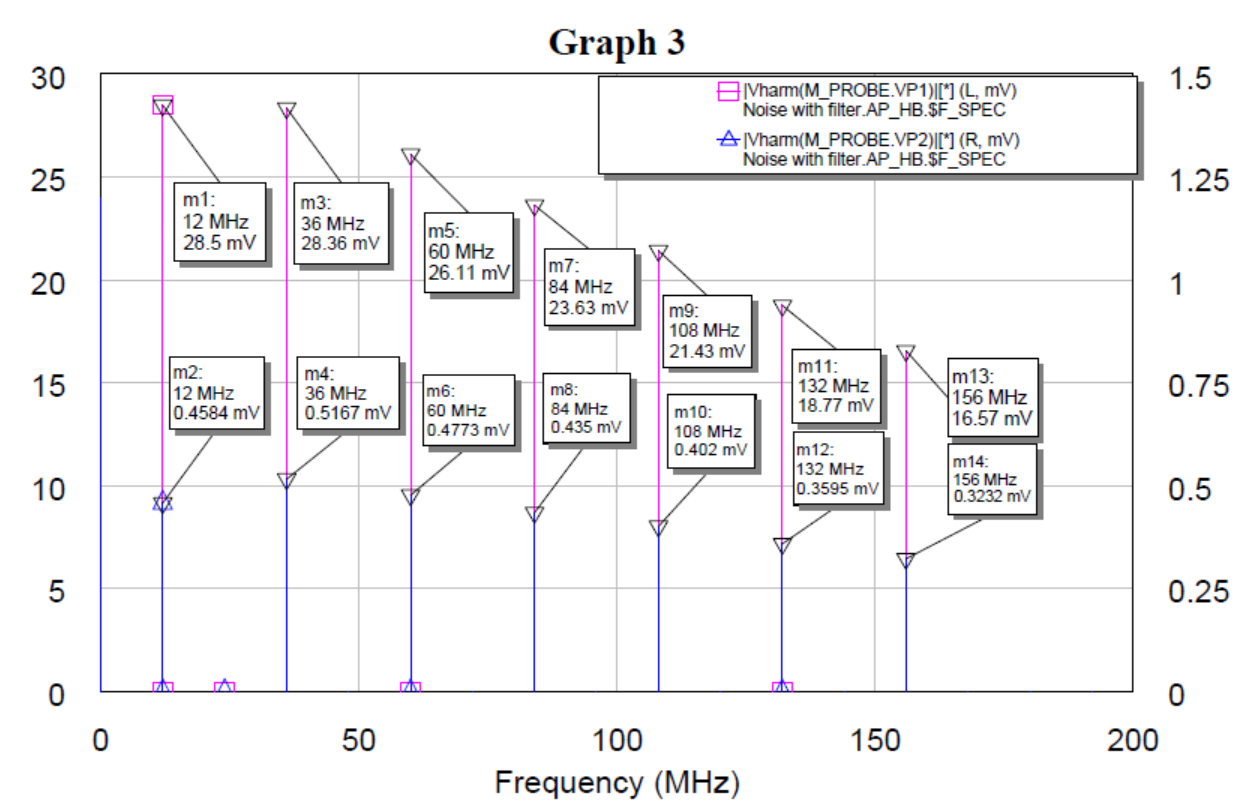 Graph 3
30
25
20
15
10
5
0
1.5
1.25
1
0.75
0.5
0.25
0
|Vharm(M_PROBE.VP1)|[*] (L, mV)
Noise with filter.AP_HB.$F_SPEC
|Vharm(M_PROBE.VP2)|[*] (R, mV)
Noise with filter.AP_HB.$F_SPEC
m1:
12 MHz
28.5 mV
m3:
36 MHz
28.36 mV
m5:
60 MHz
26.11 mV
m7:
84 MHz
23.63 mV
m9:
108 MHz
21.43 mV
m11:
132 MHz
18.77 mV
m13:
156 MHz
16.57 mV
m2:
12 MHz
0.4584 mV
m4:
36 MHz
0.5167 mV
m6:
60 MHz
0.4773 mV
m8:
84 MHz
0.435 mV
m10:
108 MHz
0.402 mV
m12:
132 MHz
0.3595 mV
m14:
156 MHz
0.3232 mV
0 50 100 150 200
Frequency (MHz)